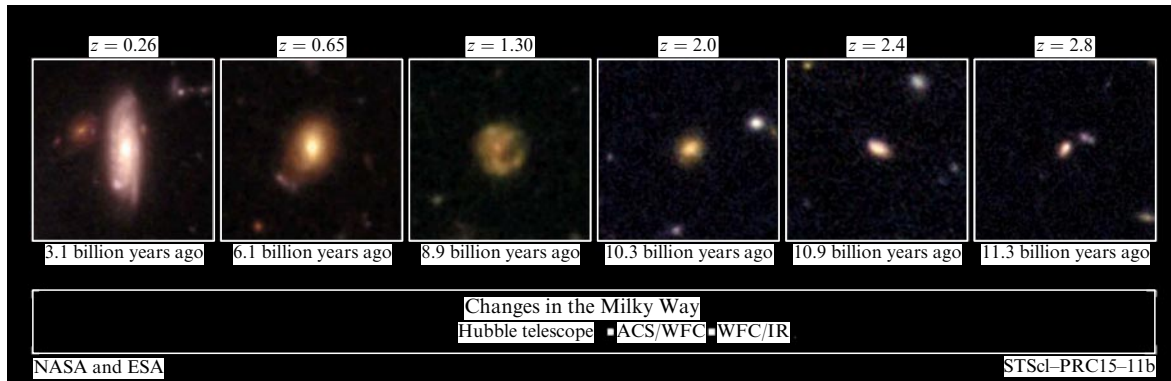 z = 0.26 z = 0.65 z = 1.30 z = 2.0 z = 2.4 z = 2.8
3.1 billion years ago 6.1 billion years ago 8.9 billion years ago 10.3 billion years ago 10.9 billion years ago 11.3 billion years ago
Changes in the Milky Way
Hubble telescope ▪ACS/WFC▪WFC/IR
NASA and ESA STScl–PRC15–11b